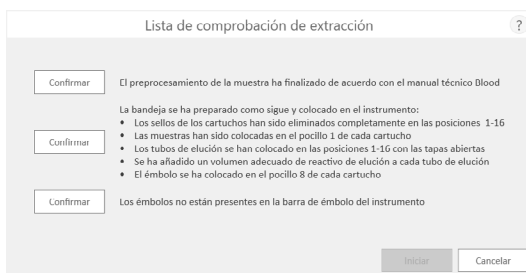 Lista de comprobación de extracción
?
Confirmar
El preprocesamiento de la muestra ha finalizado de acuerdo con el manual técnico Blood
La bandeja se ha preparado como sigue y colocado en el instrumento:
• Los sellos de los cartuchos han sido eliminados completamente en las posiciones 1-16
• Las muestras han sido colocadas en el pocillo 1 de cada cartucho
Confirmar
• Los tubos de elución se han colocado en las posiciones 1-16 con las tapas abiertas
• Se ha añadido un volumen adecuado de reactivo de elución a cada tubo de elución
• El émbolo se ha colocado en el pocillo 8 de cada cartucho
Confirmar
Los émbolos no están presentes en la barra de émbolo del instrumento
Iniciar
Cancelar